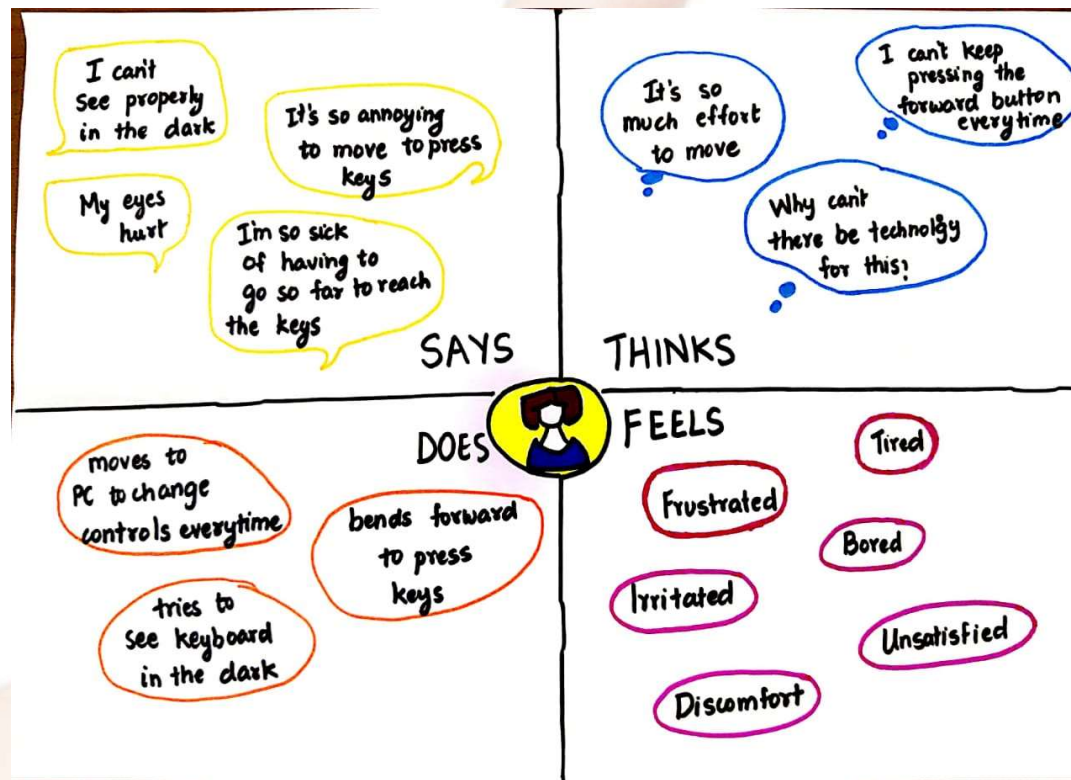 I can't
see properly
in the dark
It's so annoying
to move to press
keys
My eyes
hurt
I'm so sick
of having to
go so far to reach
the keys
SAYS
It's so
much effort
to move
I can't keep
pressing the
forward button
everytime
Why can't
there be technolgy
for this?
THINKS
DOES
moves to
PC to change
controls everytime
bends forward
to press
keys
tries to
see keyboard
in the dark
FEELS
Tired
Frustrated
Bored
Irritated
Unsatisfied
Discomfort